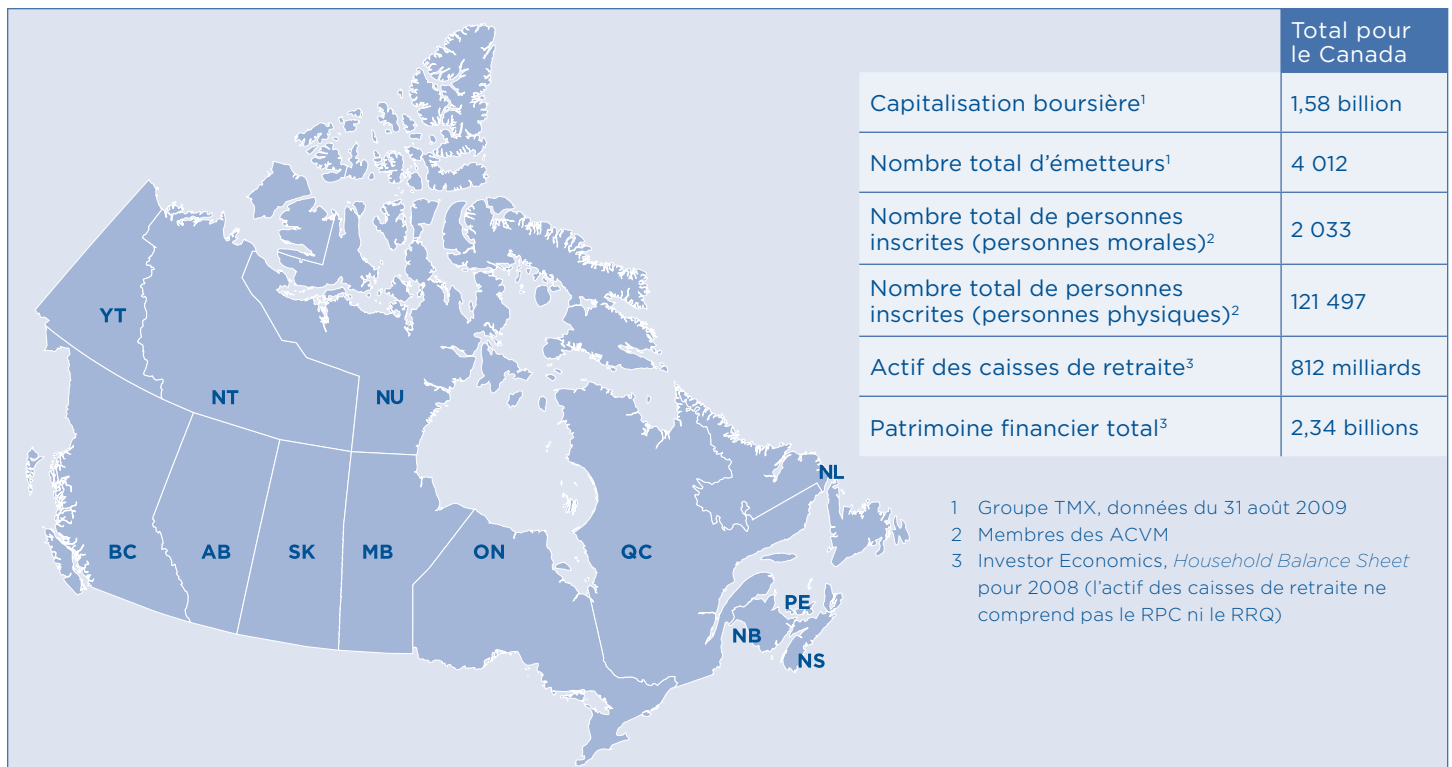 Total pour
le Canada
Capitalisation boursière¹ 1,58 billion
Nombre total d’émetteurs¹ 4 012
Nombre total de personnes
inscrites (personnes morales)² 2 033
Nombre total de personnes
inscrites (personnes physiques)² 121 497
Actif des caisses de retraite³ 812 milliards
Patrimoine financier total³ 2,34 billions
YT
NT
NU
NL
BC
AB
SK
MB
ON
QC
PE
NB
NS
1 Groupe TMX, données du 31 août 2009
2 Membres des ACVM
3 Investor Economics, Household Balance Sheet
pour 2008 (l’actif des caisses de retraite ne
comprend pas le RPC ni le RRQ)